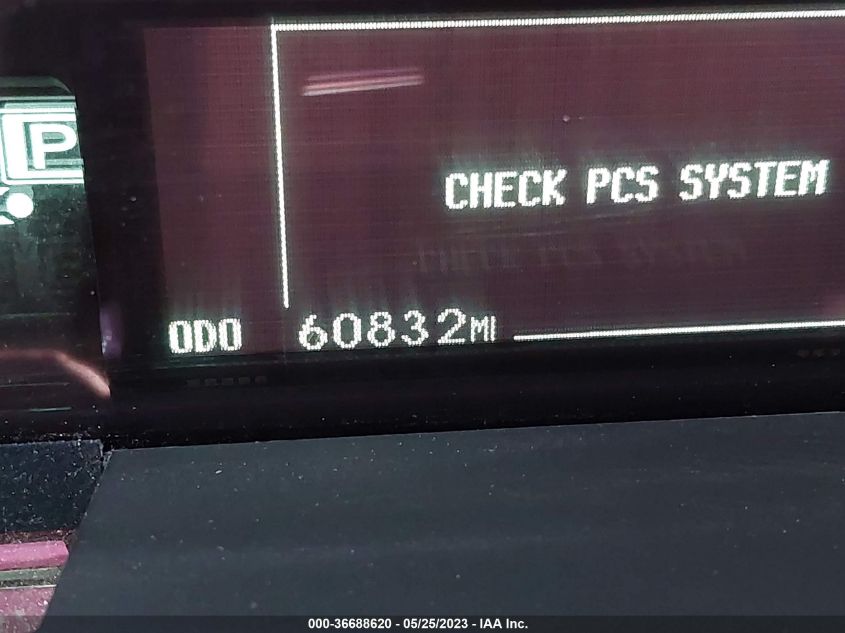 P
CHECK PCS SYSTEM
ODO 60832MI
000-36688620 - 05/25/2023 - IAA Inc.